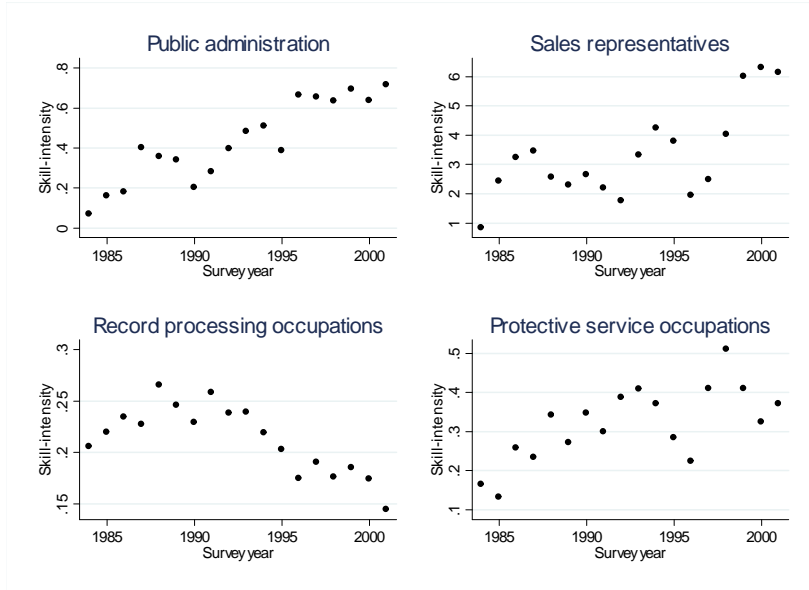 Public administration
Skill-intensity
.8
.6
.4
.2
0
1985 1990 1995 2000
Survey year
Sales representatives
Skill-intensity
6
5
4
3
2
1
1985 1990 1995 2000
Survey year
Record processing occupations
Skill-intensity
.3
.25
.2
.15
1985 1990 1995 2000
Survey year
Protective service occupations
Skill-intensity
.5
.4
.3
.2
.1
1985 1990 1995 2000
Survey year